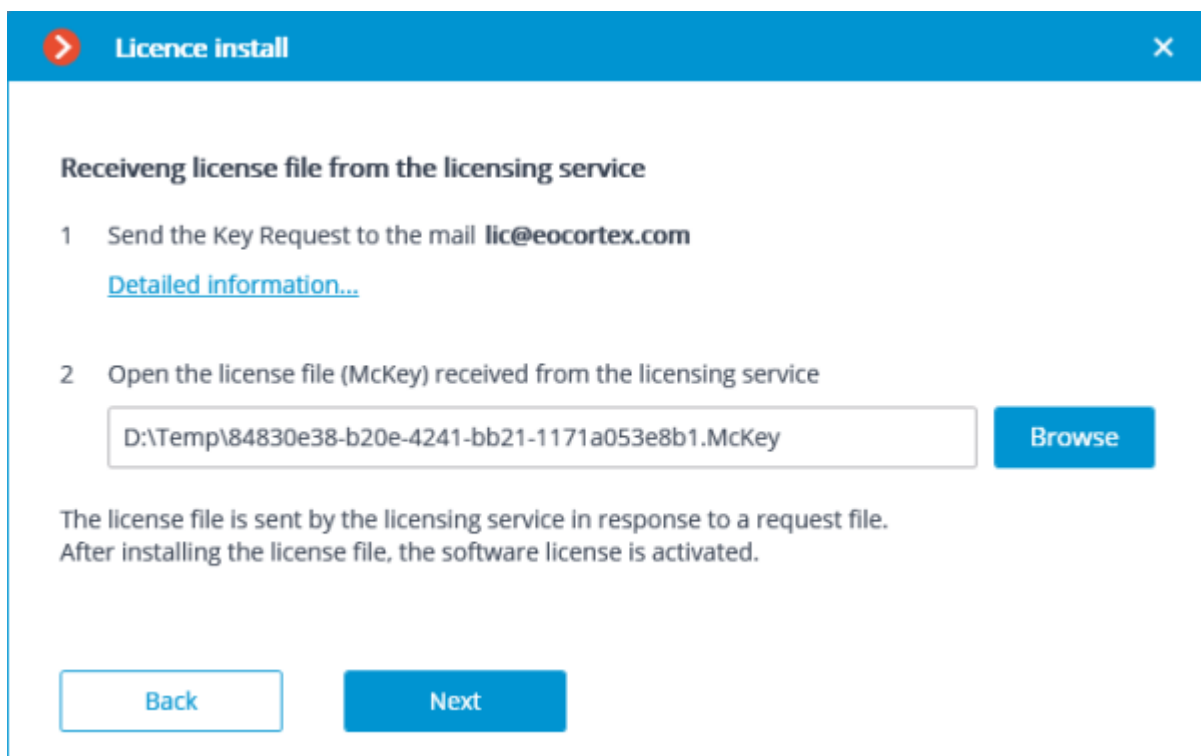 Licence install
Receiveng license file from the licensing service
1 Send the Key Request to the mail lic@eocortex.com
Detailed information...
2 Open the license file (McKey) received from the licensing service
D:\Temp\84830e38-b20e-4241-bb21-1171a053e8b1.McKey Browse
The license file is sent by the licensing service in response to a request file.
After installing the license file, the software license is activated.
Back Next